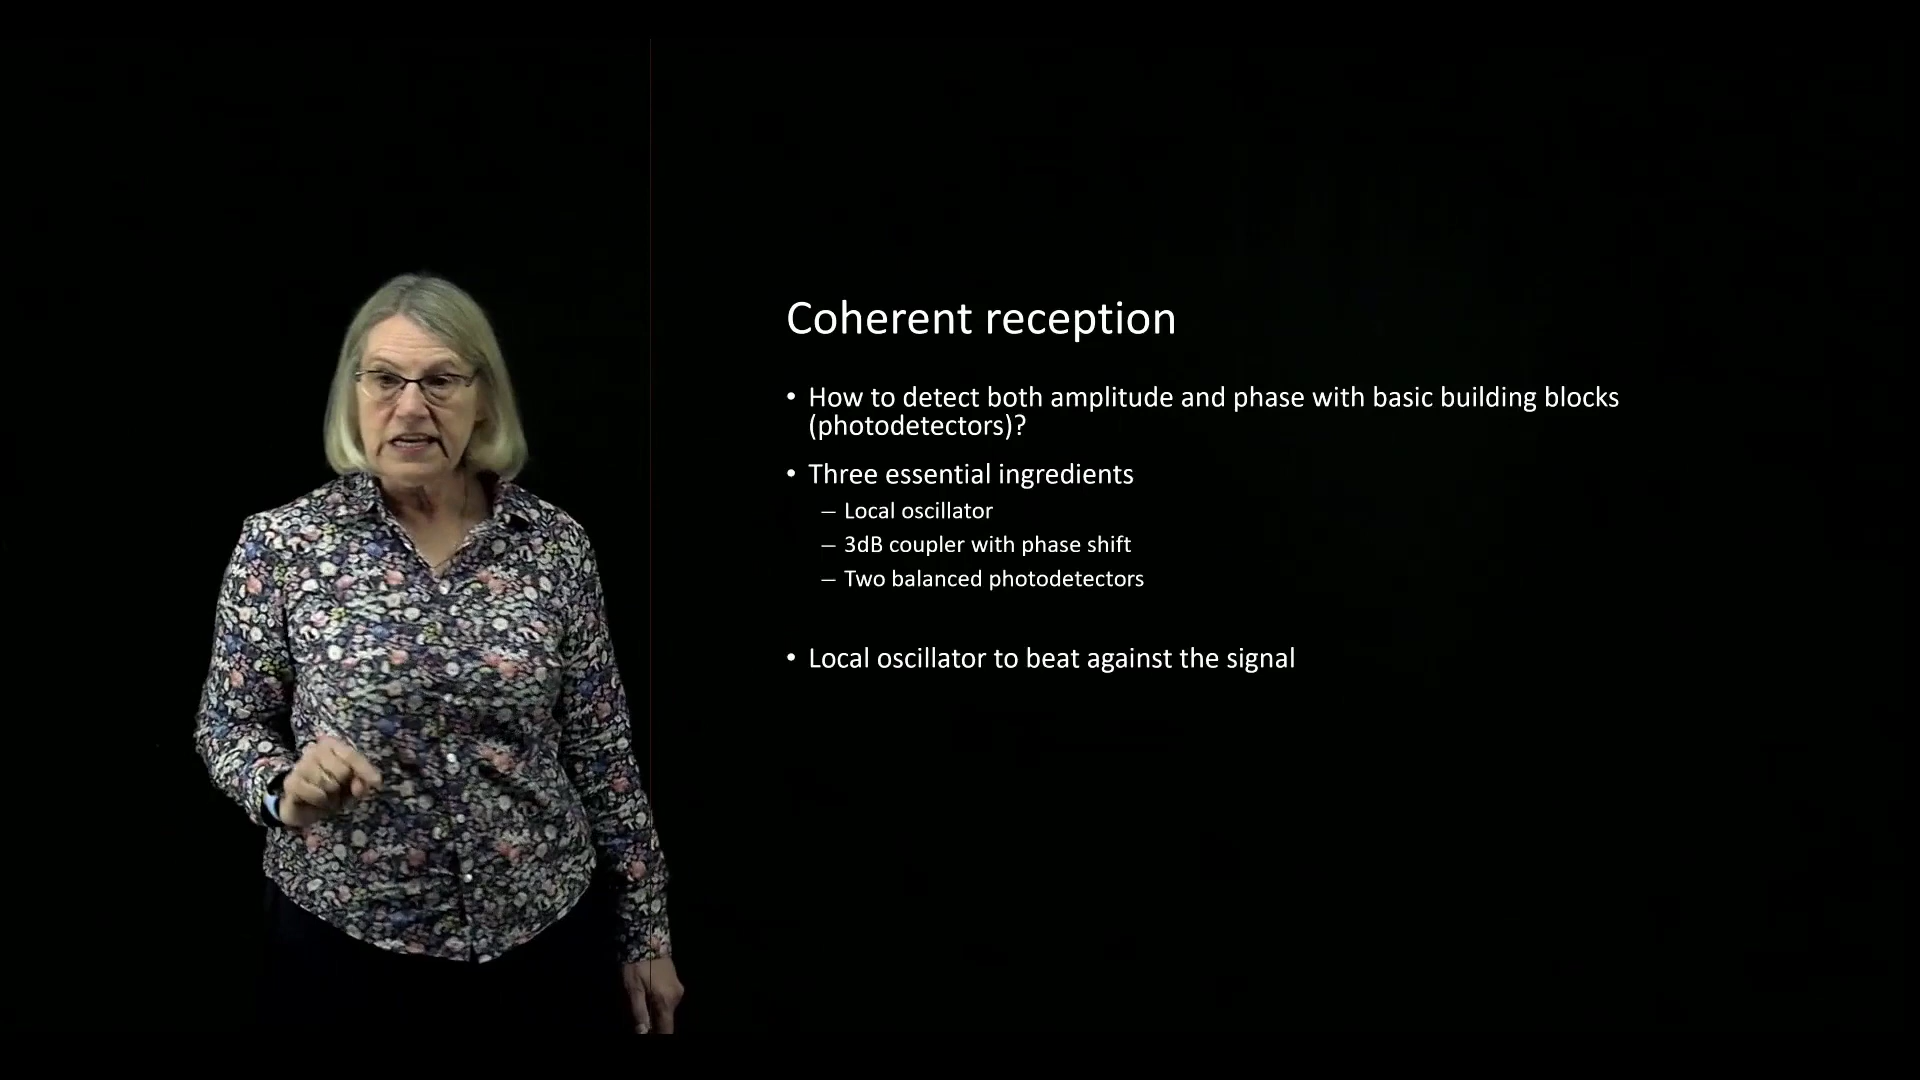 Coherent reception
• How to detect both amplitude and phase with basic building blocks
(photodetectors)?
• Three essential ingredients
– Local oscillator
– 3dB coupler with phase shift
– Two balanced photodetectors
• Local oscillator to beat against the signal